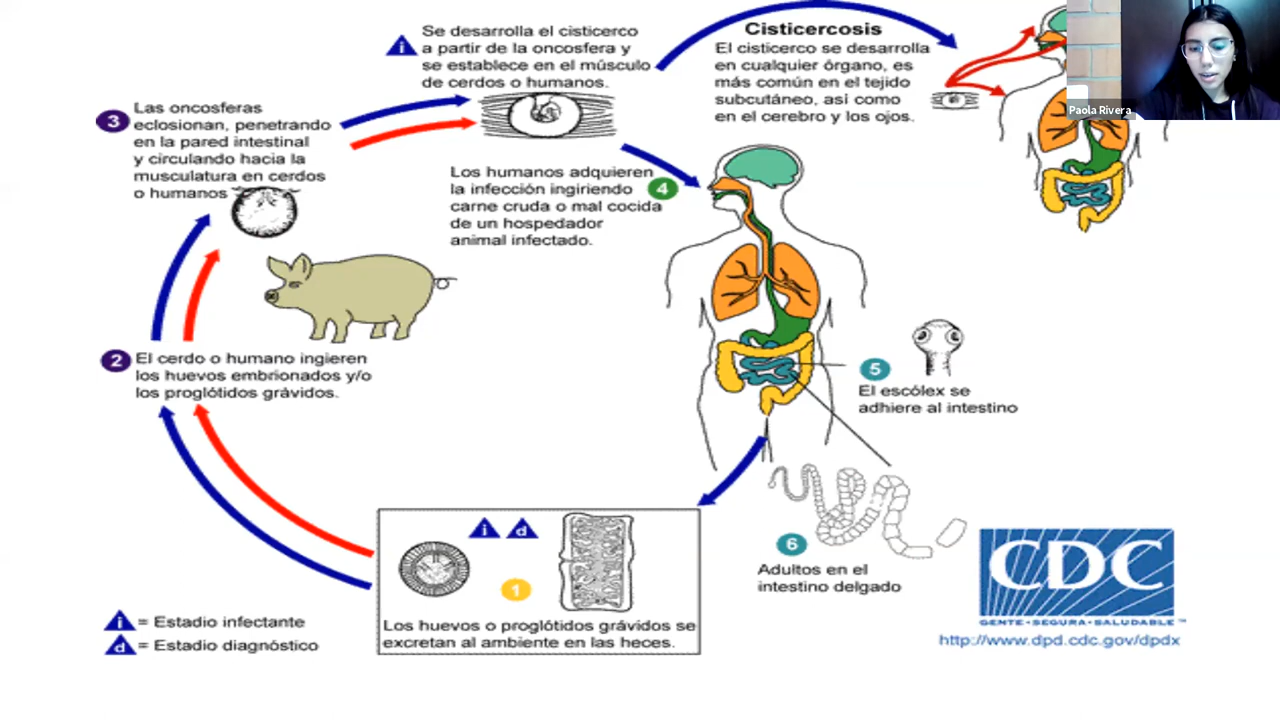 Se desarrolla el cisticerco
a partir de la oncosfera y
se establece en el músculo
de cerdos o humanos.
i
Cisticercosis
El cisticerco se desarrolla
en cualquier órgano, es
más común en el tejido
subcutáneo, así como
en el cerebro y los ojos.
Paola Rivera
3
Las oncosferas
eclosionan, penetrando
en la pared intestinal
y circulando hacia la
musculatura en cerdos
o humanos
Los humanos adquieren
la infección ingiriendo
carne cruda o mal cocida
de un hospedador
animal infectado.
4
2
El cerdo o humano ingieren
los huevos embrionados y/o
los proglótidos grávidos.
5
El escólex se
adhiere al intestino
6
Adultos en el
intestino delgado
i d
1
Los huevos o proglótidos grávidos se
excretan al ambiente en las heces.
i = Estadio infectante
d = Estadio diagnóstico
CDC
GENTE·SEGURA·SALUDABLE™
http://www.dpd.cdc.gov/dpdx